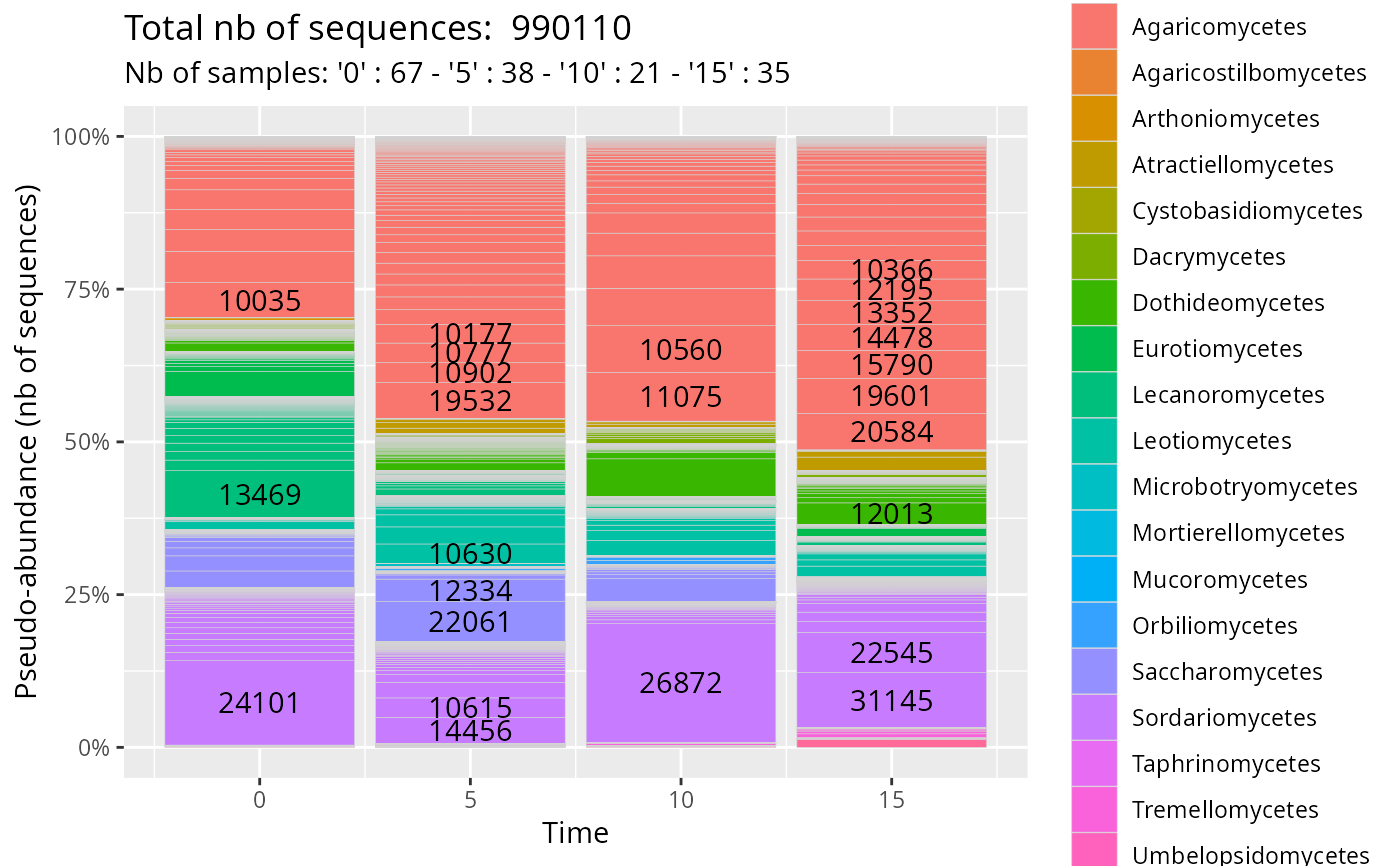 Total nb of sequences:  990110
Nb of samples: '0' : 67 - '5' : 38 - '10' : 21 - '15' : 35
Pseudo-abundance (nb of sequences)
100%
75%
50%
25%
0%
10035
13469
24101
10177
10777
10902
19532
10630
12334
22061
10615
14456
10560
11075
26872
10366
12195
13352
14478
15790
19601
20584
12013
22545
31145
0
5
10
15
Time
Agaricomycetes
Agaricostilbomycetes
Arthoniomycetes
Atractiellomycetes
Cystobasidiomycetes
Dacrymycetes
Dothideomycetes
Eurotiomycetes
Lecanoromycetes
Leotiomycetes
Microbotryomycetes
Mortierellomycetes
Mucoromycetes
Orbiliomycetes
Saccharomycetes
Sordariomycetes
Taphrinomycetes
Tremellomycetes
Umbelopsidomycetes